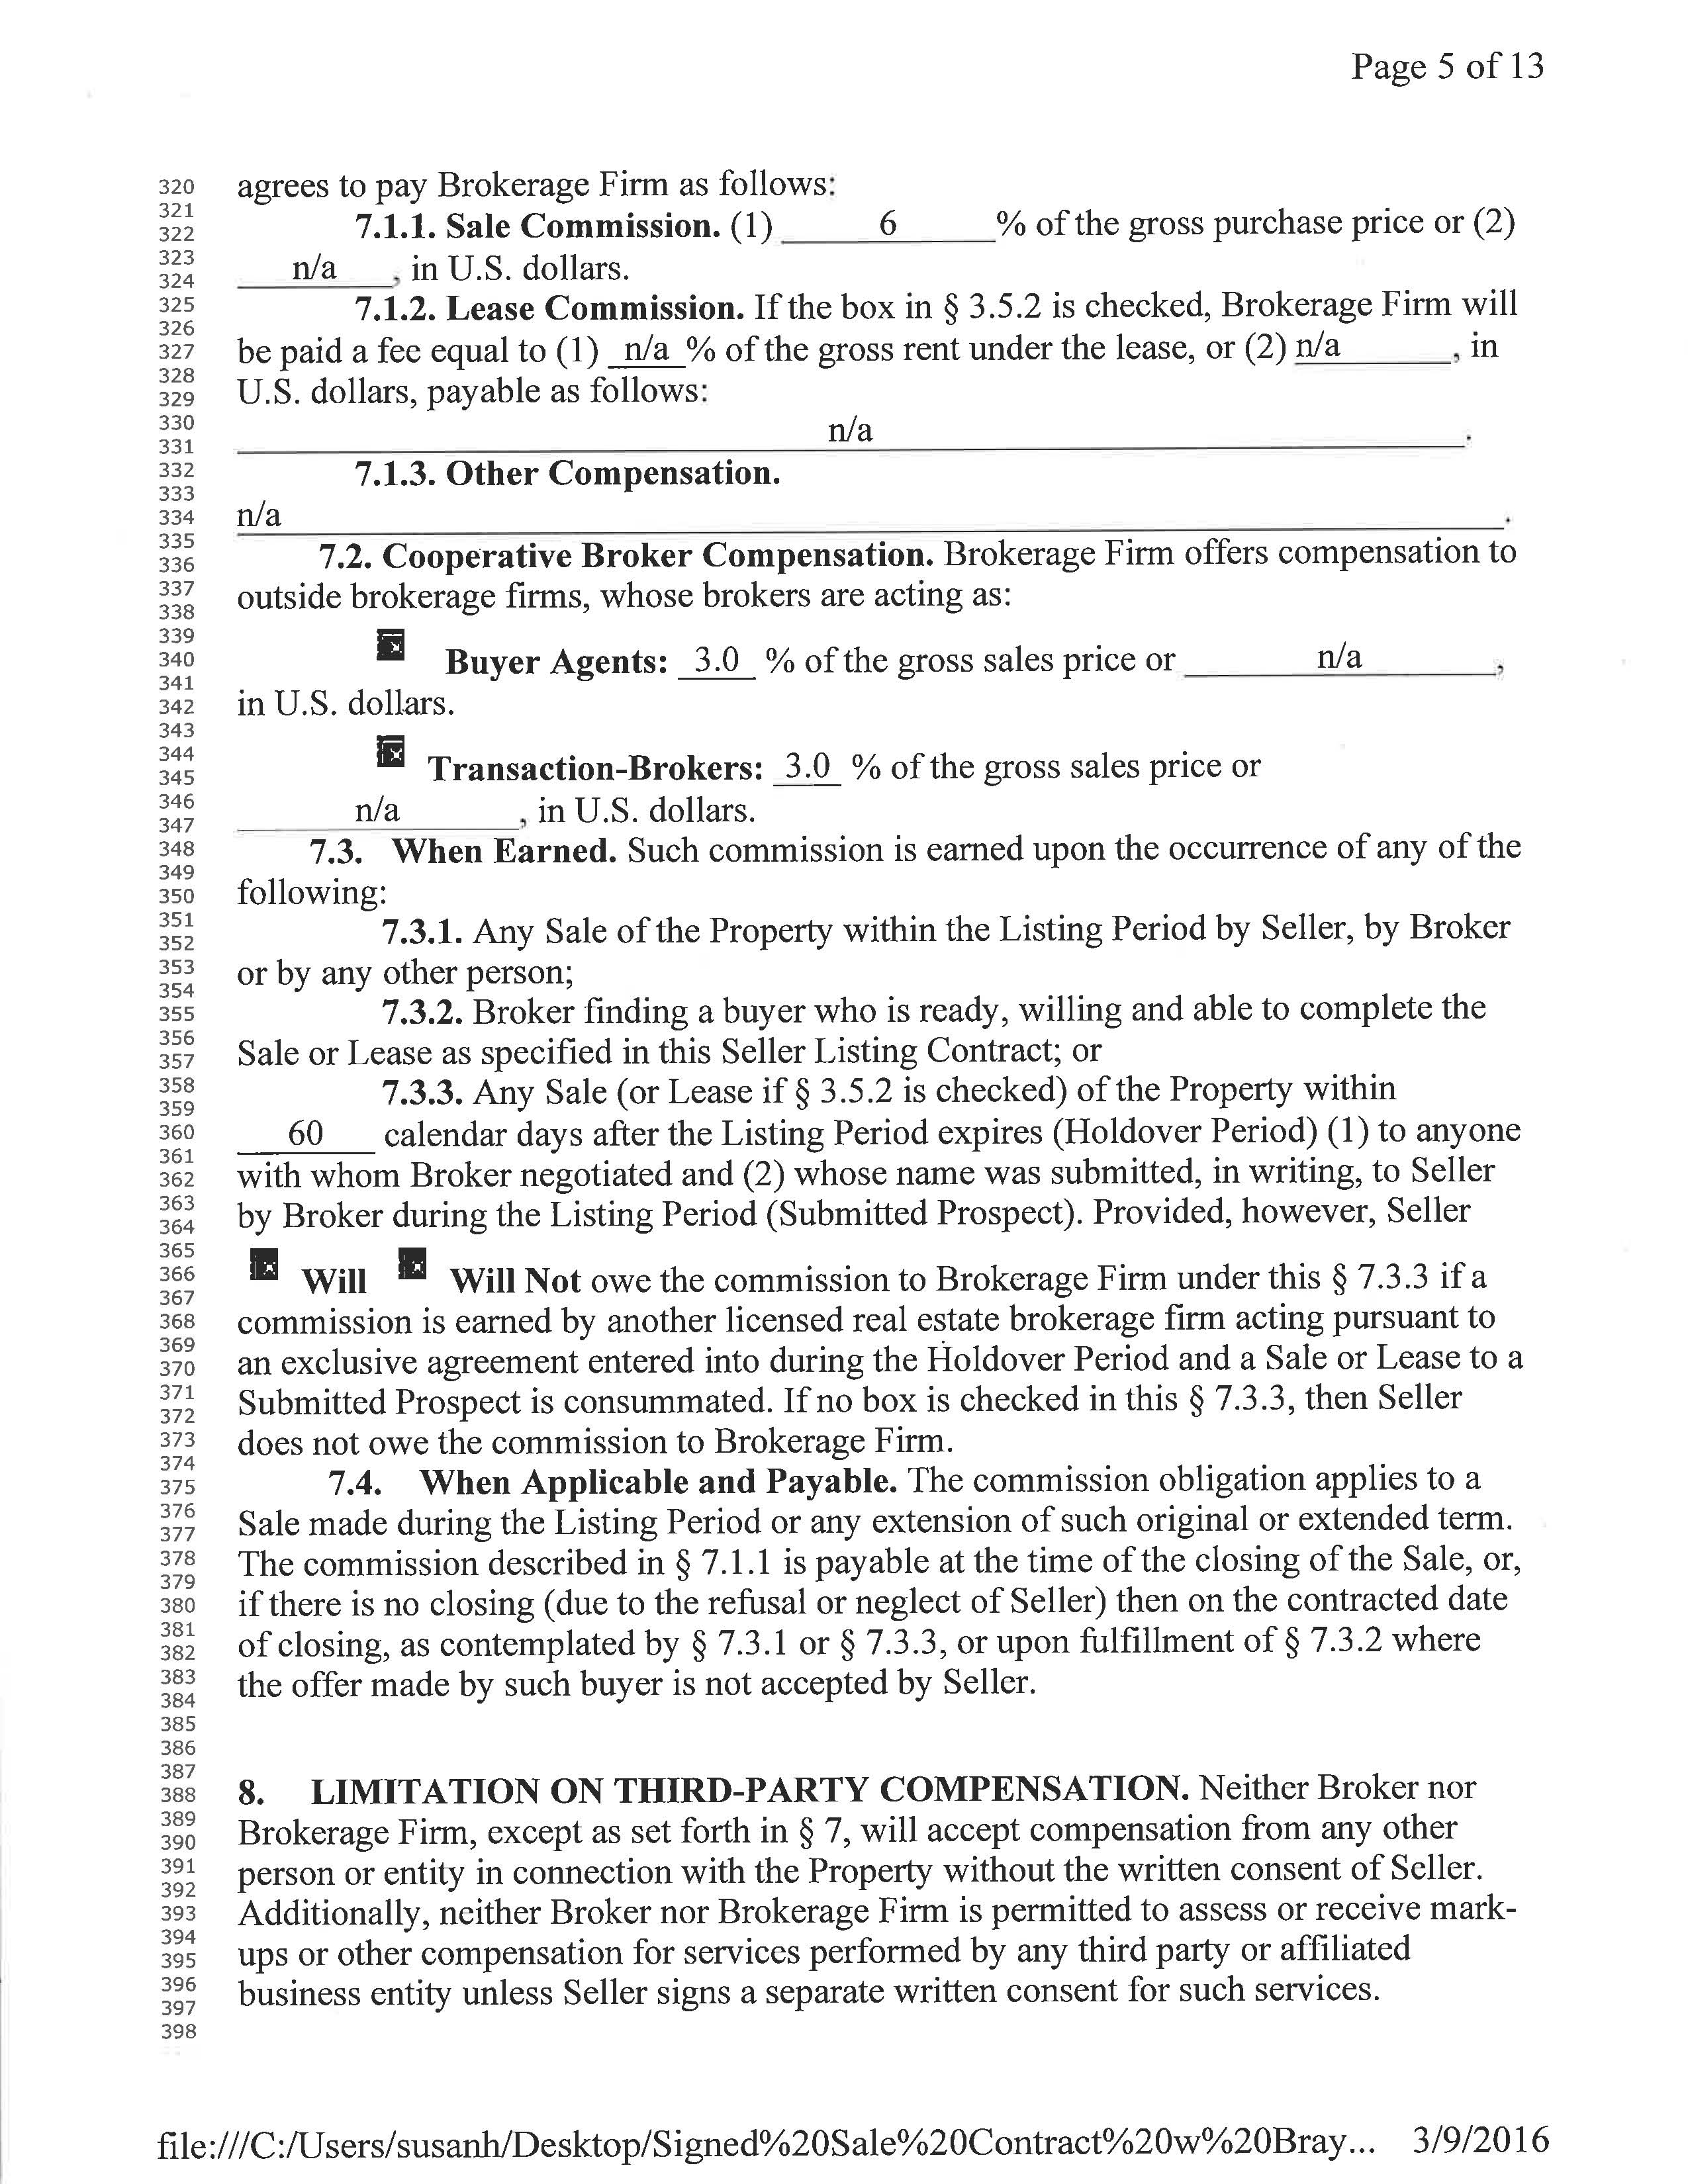 Page 5 of 13
320 agrees to pay Brokerage Firm as follows:
321
322 7.1.1. Sale Commission. (1) 6 % of the gross purchase price or (2)
323
324 n/a , in U.S. dollars.
325 7.1.2. Lease Commission. If the box in § 3.5.2 is checked, Brokerage Firm will
326
327 be paid a fee equal to (1) n/a % of the gross rent under the lease, or (2) n/a , in
328
329 U.S. dollars, payable as follows:
330 n/a .
331
332 7.1.3. Other Compensation.
333
334 n/a .
335
336 7.2. Cooperative Broker Compensation. Brokerage Firm offers compensation to
337
338 outside brokerage firms, whose brokers are acting as:
339
340 Buyer Agents: 3.0 % of the gross sales price or n/a ,
341
342 in U.S. dollars.
343
344
345 Transaction-Brokers: 3.0 % of the gross sales price or
346 n/a , in U.S. dollars.
347
348 7.3. When Earned. Such commission is earned upon the occurrence of any of the
349
350 following:
351
352 7.3.1. Any Sale of the Property within the Listing Period by Seller, by Broker
353 or by any other person;
354
355 7.3.2. Broker finding a buyer who is ready, willing and able to complete the
356
357 Sale or Lease as specified in this Seller Listing Contract; or
358 7.3.3. Any Sale (or Lease if § 3.5.2 is checked) of the Property within
359
360 60 calendar days after the Listing Period expires (Holdover Period) (1) to anyone
361
362 with whom Broker negotiated and (2) whose name was submitted, in writing, to Seller
363
364 by Broker during the Listing Period (Submitted Prospect). Provided, however, Seller
365
366 Will Will Not owe the commission to Brokerage Firm under this § 7.3.3 if a
367
368 commission is earned by another licensed real estate brokerage firm acting pursuant to
369
370 an exclusive agreement entered into during the Holdover Period and a Sale or Lease to a
371
372 Submitted Prospect is consummated. If no box is checked in this § 7.3.3, then Seller
373 does not owe the commission to Brokerage Firm.
374
375 7.4. When Applicable and Payable. The commission obligation applies to a
376
377 Sale made during the Listing Period or any extension of such original or extended term.
378 The commission described in § 7.1.1 is payable at the time of the closing of the Sale, or,
379
380 if there is no closing (due to the refusal or neglect of Seller) then on the contracted date
381
382 of closing, as contemplated by § 7.3.1 or § 7.3.3, or upon fulfillment of § 7.3.2 where
383 the offer made by such buyer is not accepted by Seller.
384
385
386
387
388 8. LIMITATION ON THIRD-PARTY COMPENSATION. Neither Broker nor
389
390 Brokerage Firm, except as set forth in § 7, will accept compensation from any other
391 person or entity in connection with the Property without the written consent of Seller.
392
393 Additionally, neither Broker nor Brokerage Firm is permitted to assess or receive mark-
394
395 ups or other compensation for services performed by any third party or affiliated
396 business entity unless Seller signs a separate written consent for such services.
397
398
file:///C:/Users/susanh/Desktop/Signed%20Sale%20Contract%20w%20Bray... 3/9/2016